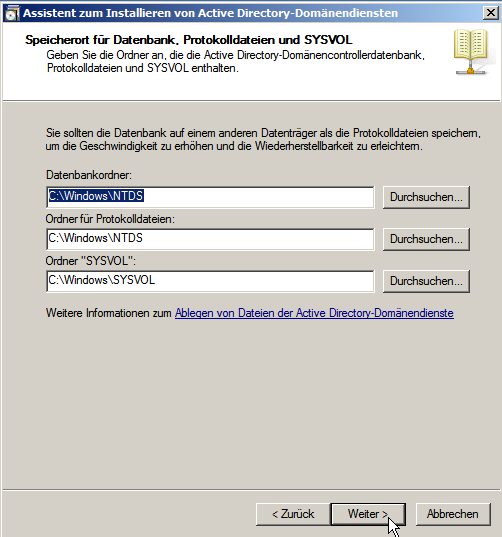 Assistent zum Installieren von Active Directory-Domänendiensten
Speicherort für Datenbank, Protokolldateien und SYSVOL
Geben Sie die Ordner an, die die Active Directory-Domänencontrollerdatenbank,
Protokolldateien und SYSVOL enthalten.
Sie sollten die Datenbank auf einem anderen Datenträger als die Protokolldateien speichern,
um die Geschwindigkeit zu erhöhen und die Wiederherstellbarkeit zu erleichtern.
Datenbankordner:
C:\Windows\NTDS Durchsuchen...
Ordner für Protokolldateien:
C:\Windows\NTDS Durchsuchen...
Ordner "SYSVOL":
C:\Windows\SYSVOL Durchsuchen...
Weitere Informationen zum Ablegen von Dateien der Active Directory-Domänendienste
< Zurück Weiter > Abbrechen